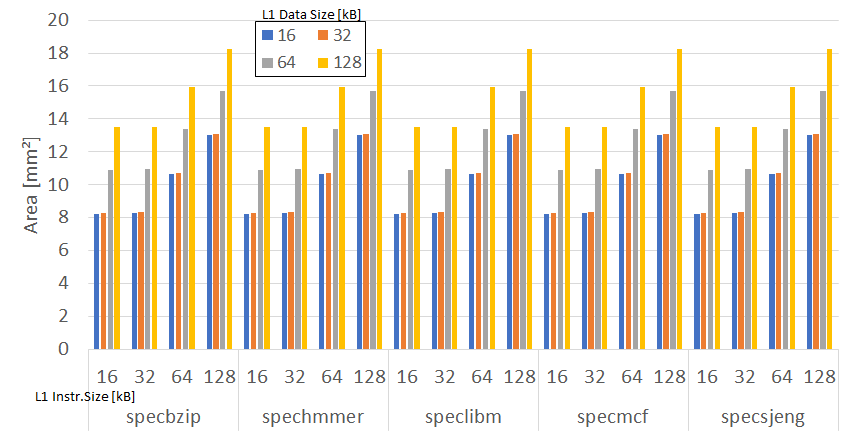 L1 Data Size [kB]
16 32
64 128
Area [mm²]
20
18
16
14
12
10
8
6
4
2
0
16 32 64 128 16 32 64 128 16 32 64 128 16 32 64 128 16 32 64 128
L1 Instr.Size [kB]
specbzip spechmmer speclibm specmcf specsjeng